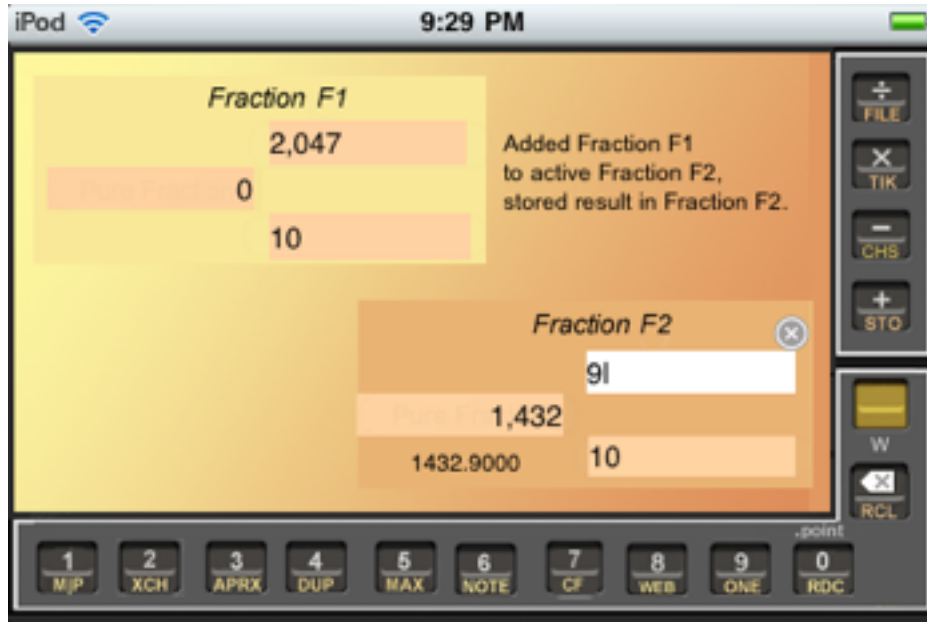 iPod 9:29 PM
Fraction F1
2,047
Pure Fraction 0
10
Added Fraction F1
to active Fraction F2,
stored result in Fraction F2.
Fraction F2
9
1,432
1432.9000 10
÷
FILE
×
TIK
−
CHS
+
STO
W
RCL
.point
1 2 3 4 5 6 7 8 9 0
M|P XCH APRX DUP MAX NOTE CF WEB ONE RDC